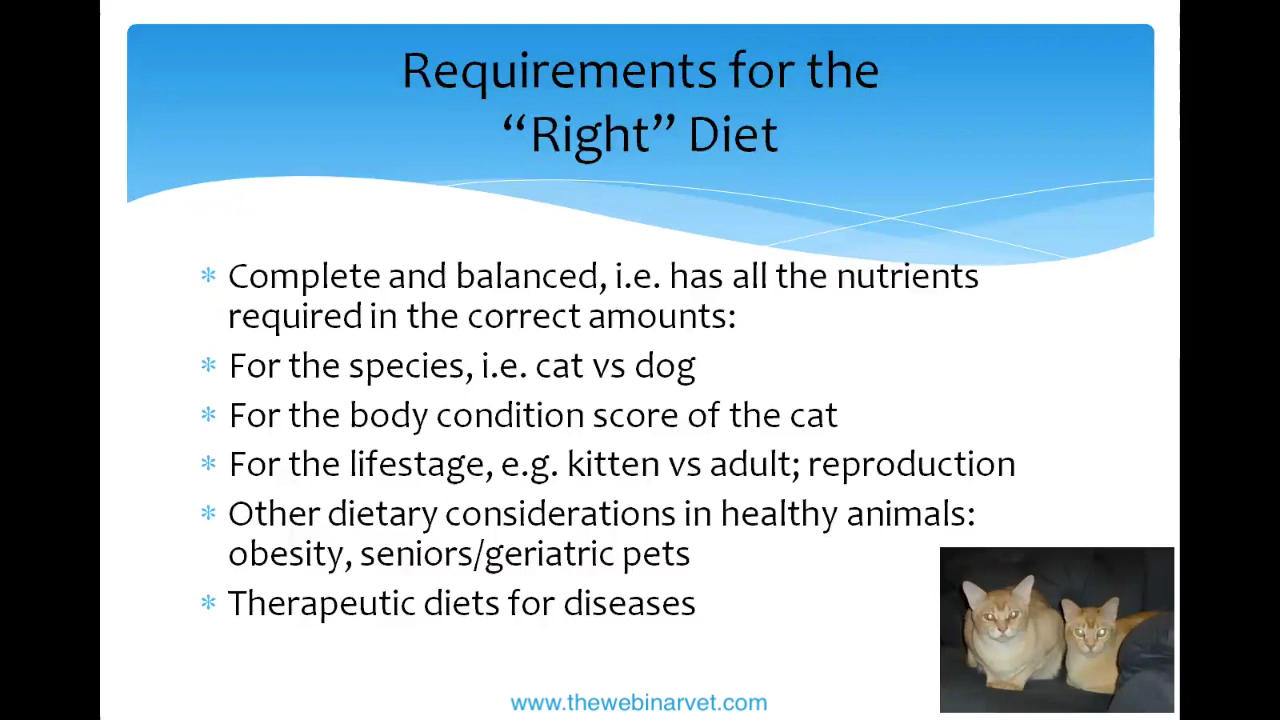 Requirements for the
“Right” Diet
* Complete and balanced, i.e. has all the nutrients
required in the correct amounts:
* For the species, i.e. cat vs dog
* For the body condition score of the cat
* For the lifestage, e.g. kitten vs adult; reproduction
* Other dietary considerations in healthy animals:
obesity, seniors/geriatric pets
* Therapeutic diets for diseases
www.thewebinarvet.com